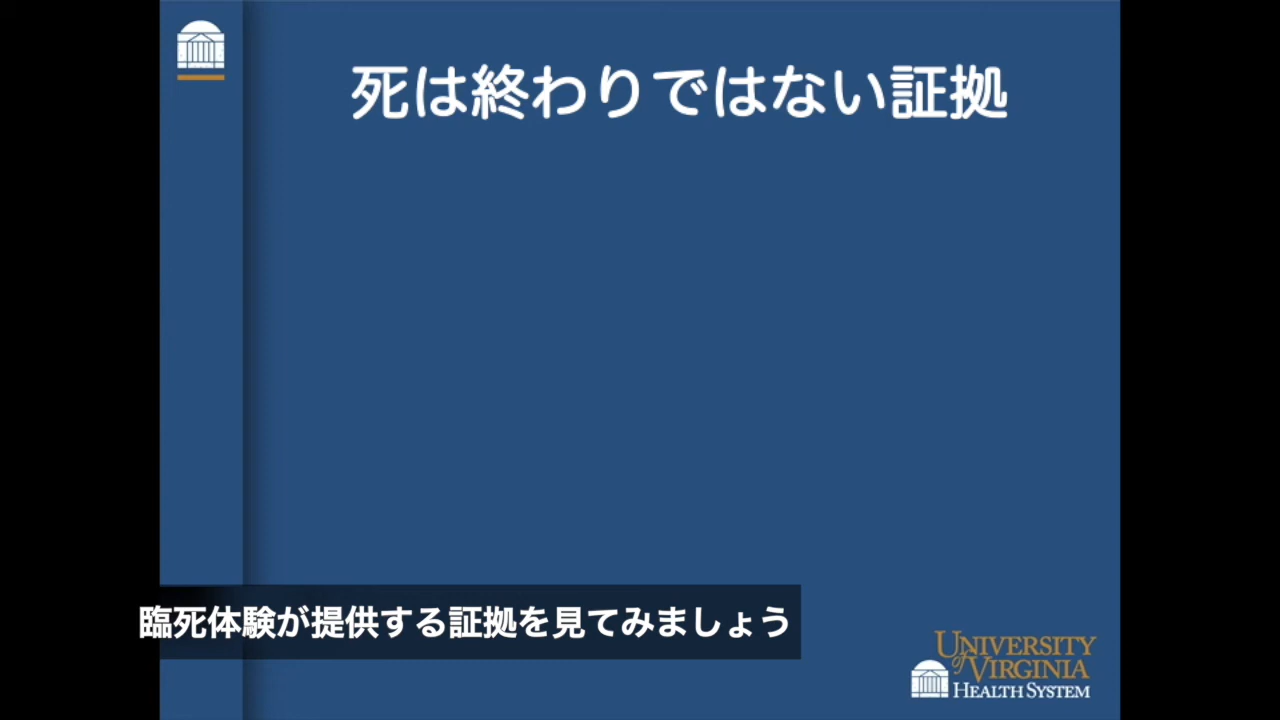 死は終わりではない証拠
臨死体験が提供する証拠を見てみましょう
UNIVERSITY
of VIRGINIA
HEALTH SYSTEM